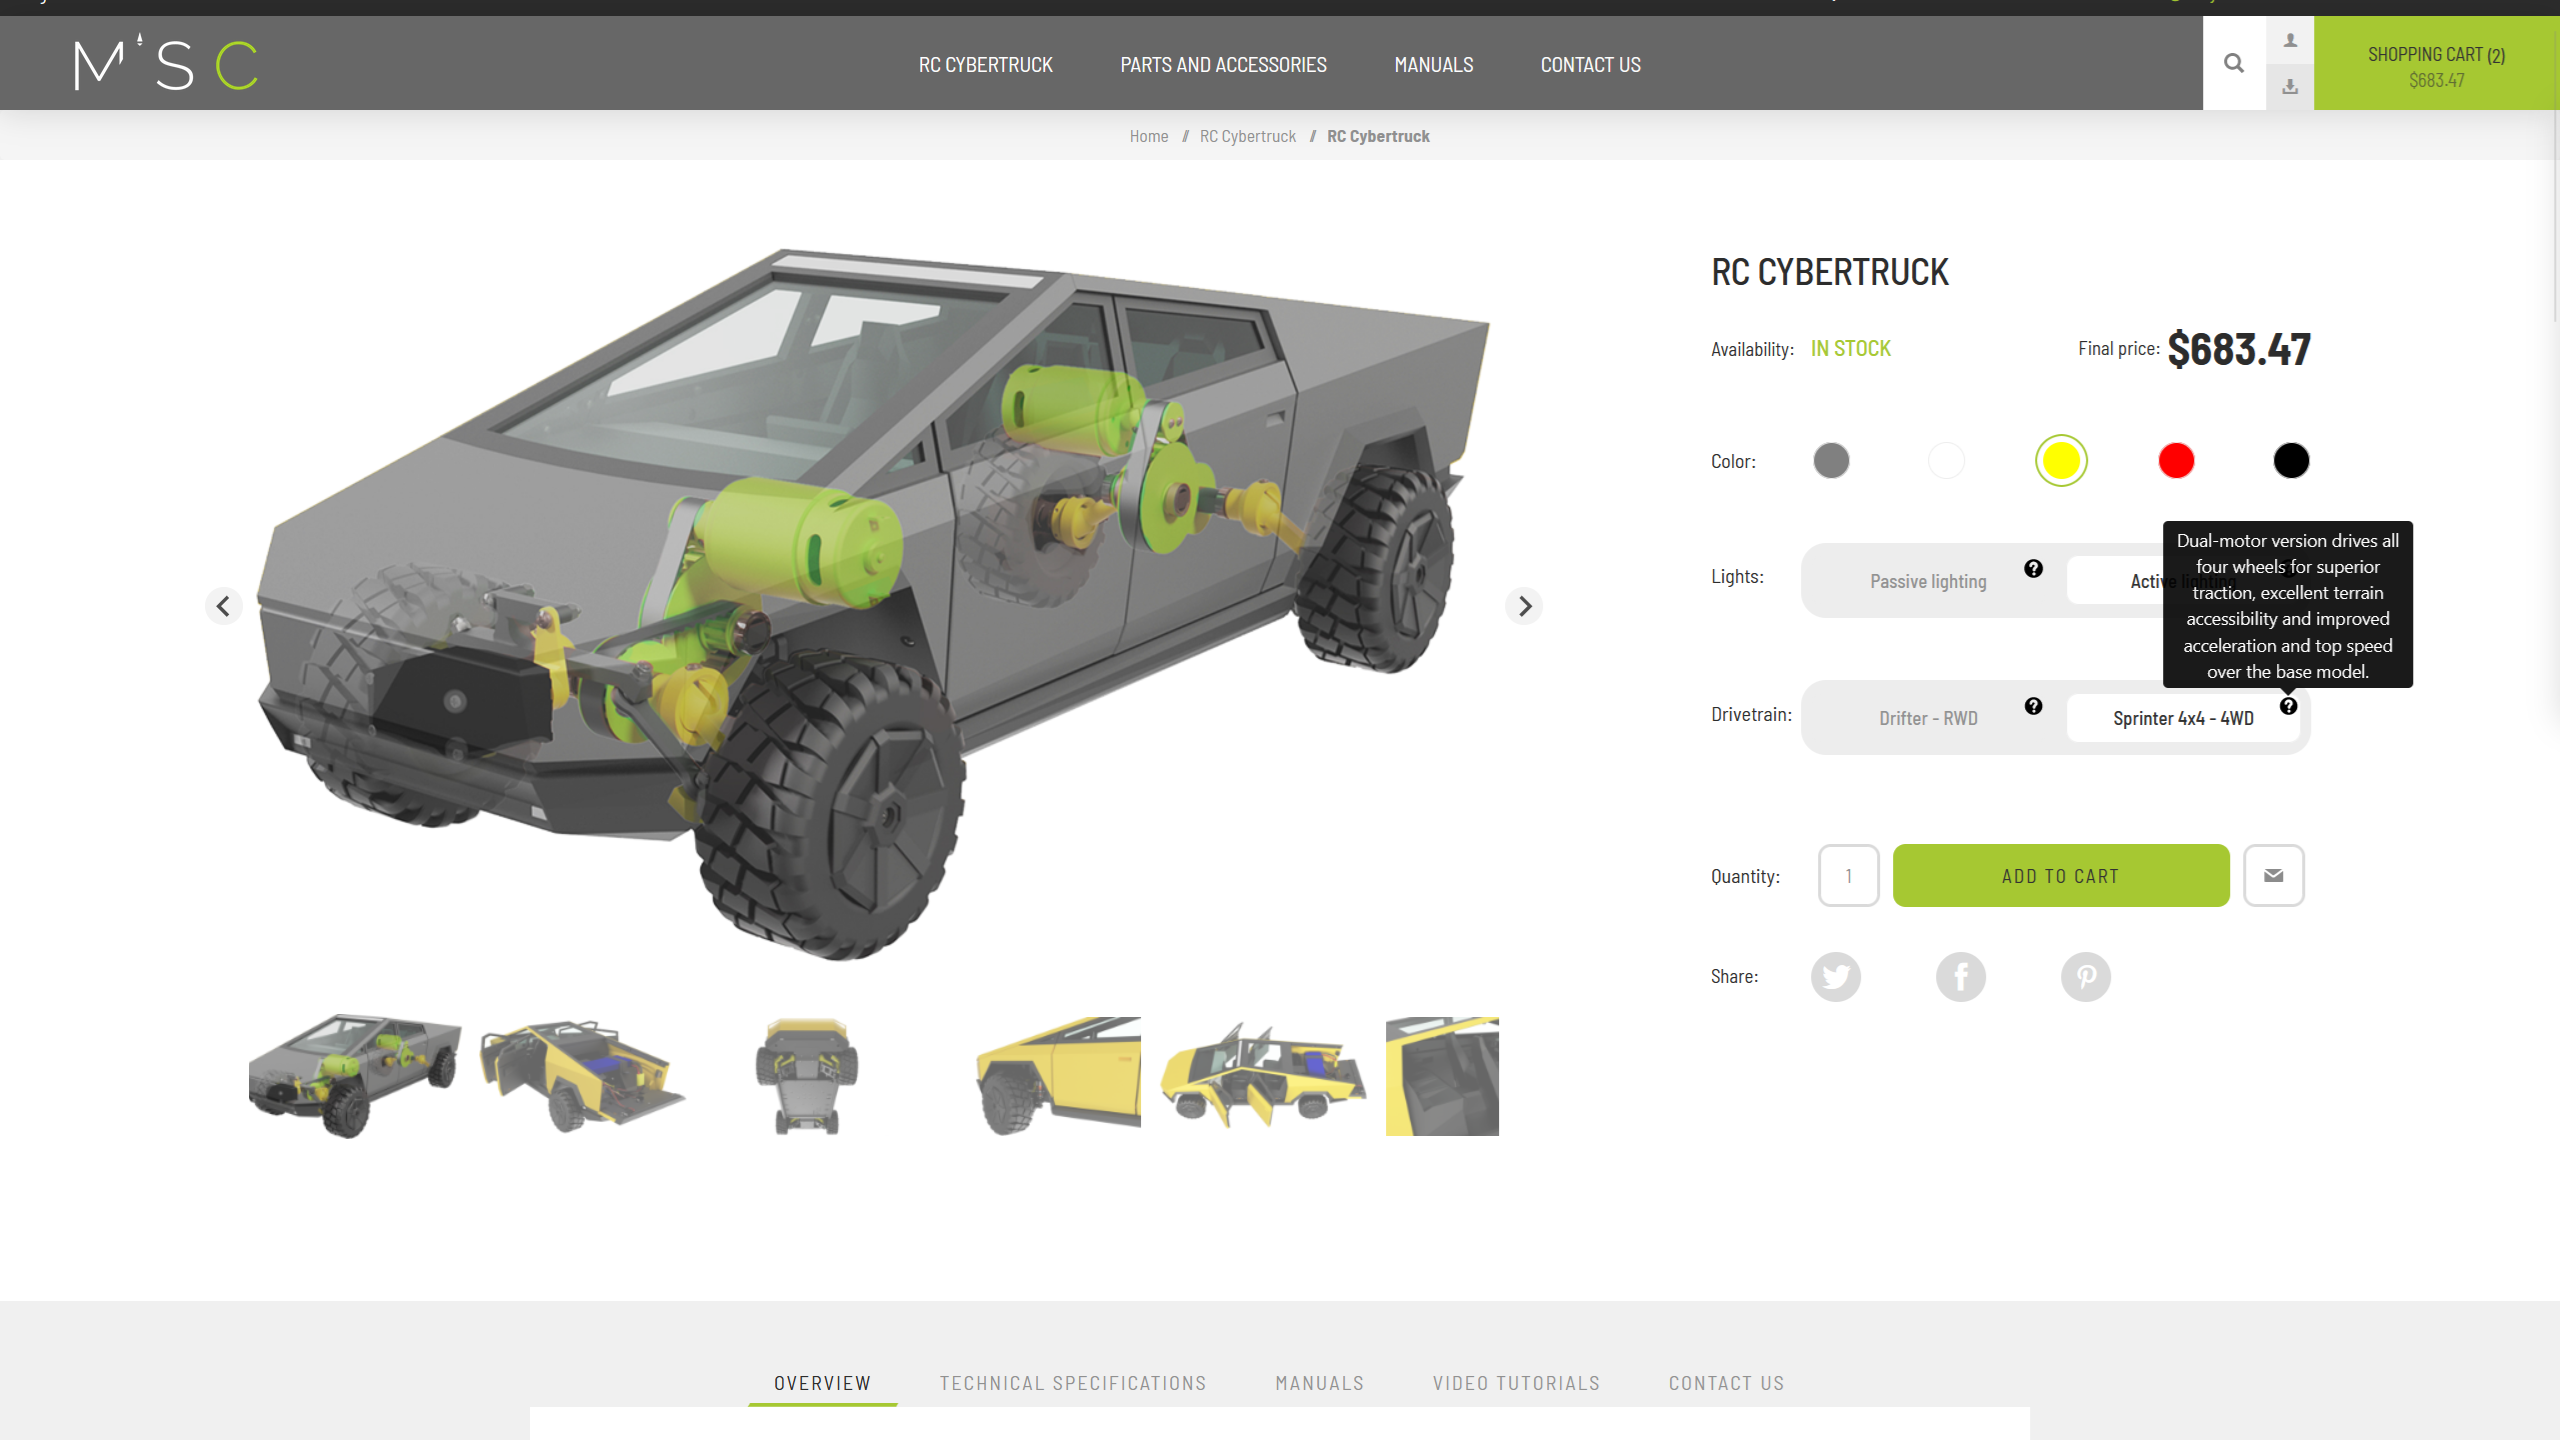 M'SC
RC CYBERTRUCK
PARTS AND ACCESSORIES
MANUALS
CONTACT US
SHOPPING CART (2)
$683.47
Home // RC Cybertruck // RC Cybertruck
RC CYBERTRUCK
Availability: IN STOCK
Final price: $683.47
Color:
Dual-motor version drives all
four wheels for superior
traction, excellent terrain
accessibility and improved
acceleration and top speed
over the base model.
Lights:
Passive lighting
?
Active lighting
Drivetrain:
Drifter - RWD
?
Sprinter 4x4 - 4WD
?
Quantity:
1
ADD TO CART
Share:
OVERVIEW
TECHNICAL SPECIFICATIONS
MANUALS
VIDEO TUTORIALS
CONTACT US